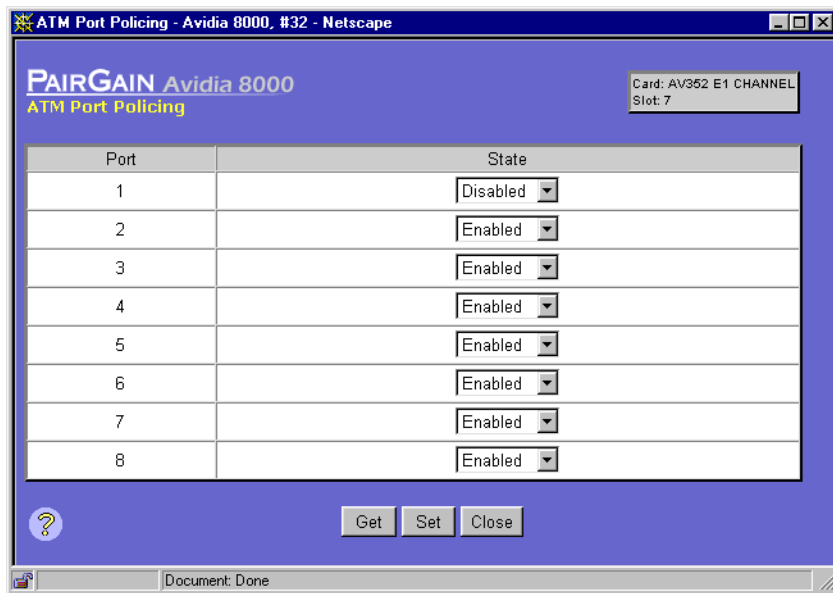 ATM Port Policing - Avidia 8000, #32 - Netscape
PAIRGAIN Avidia 8000
ATM Port Policing
Card: AV352 E1 CHANNEL
Slot: 7
Port State
1 Disabled
2 Enabled
3 Enabled
4 Enabled
5 Enabled
6 Enabled
7 Enabled
8 Enabled
?
Get Set Close
Document: Done